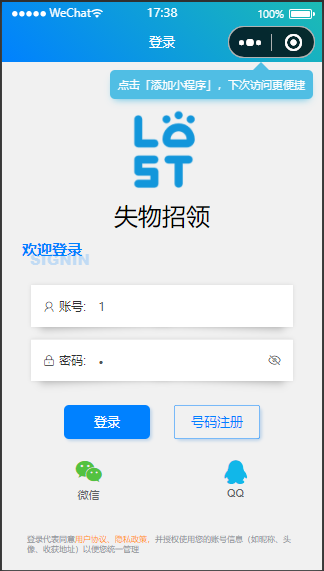 WeChat
17:38
100%
登录
点击「添加小程序」，下次访问更便捷
LOST
失物招领
欢迎登录
SIGNIN
账号: 1
密码: •
登录
号码注册
微信
QQ
登录代表同意用户协议、隐私政策，并授权使用您的账号信息（如昵称、头
像、收获地址）以便您统一管理